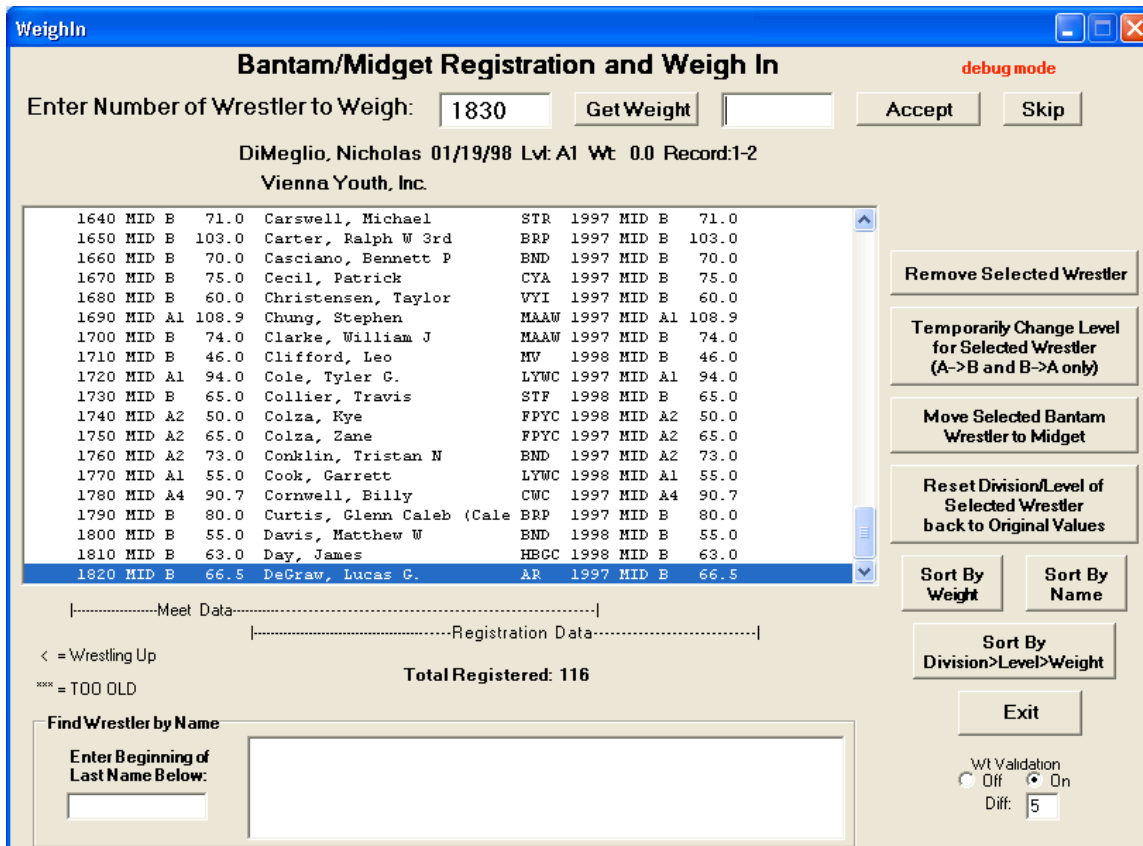 WeighIn
Bantam/Midget Registration and Weigh In
debug mode
Enter Number of Wrestler to Weigh: 1830 Get Weight Accept Skip
DiMeglio, Nicholas 01/19/98 Lvl: A1 Wt: 0.0 Record:1-2
Vienna Youth, Inc.
1640 MID B 71.0 Carswell, Michael STR 1997 MID B 71.0
1650 MID B 103.0 Carter, Ralph W 3rd BRP 1997 MID B 103.0
1660 MID B 70.0 Casciano, Bennett P BND 1997 MID B 70.0
1670 MID B 75.0 Cecil, Patrick CYA 1997 MID B 75.0
1680 MID B 60.0 Christensen, Taylor VYI 1997 MID B 60.0
1690 MID A1 108.9 Chung, Stephen MAAW 1997 MID A1 108.9
1700 MID B 74.0 Clarke, William J MAAW 1997 MID B 74.0
1710 MID B 46.0 Clifford, Leo MV 1998 MID B 46.0
1720 MID A1 94.0 Cole, Tyler G. LYWC 1997 MID A1 94.0
1730 MID B 65.0 Collier, Travis STF 1998 MID B 65.0
1740 MID A2 50.0 Colza, Kye FPYC 1998 MID A2 50.0
1750 MID A2 65.0 Colza, Zane FPYC 1997 MID A2 65.0
1760 MID A2 73.0 Conklin, Tristan N BND 1997 MID A2 73.0
1770 MID A1 55.0 Cook, Garrett LYWC 1998 MID A1 55.0
1780 MID A4 90.7 Cornwell, Billy CWC 1997 MID A4 90.7
1790 MID B 80.0 Curtis, Glenn Caleb (Cale BRP 1997 MID B 80.0
1800 MID B 55.0 Davis, Matthew W BND 1998 MID B 55.0
1810 MID B 63.0 Day, James HBGC 1998 MID B 63.0
1820 MID B 66.5 DeGraw, Lucas G. AR 1997 MID B 66.5
Remove Selected Wrestler
Temporarily Change Level
for Selected Wrestler
(A->B and B->A only)
Move Selected Bantam
Wrestler to Midget
Reset Division/Level of
Selected Wrestler
back to Original Values
Sort By
Weight
Sort By
Name
Sort By
Division>Level>Weight
Exit
|-------------------Meet Data---------------------------------------------------------------|
|-------------------------------------------Registration Data----------------------------|
< = Wrestling Up
*** = TOO OLD
Total Registered: 116
Find Wrestler by Name
Enter Beginning of
Last Name Below:
Wt Validation
Off On
Diff: 5